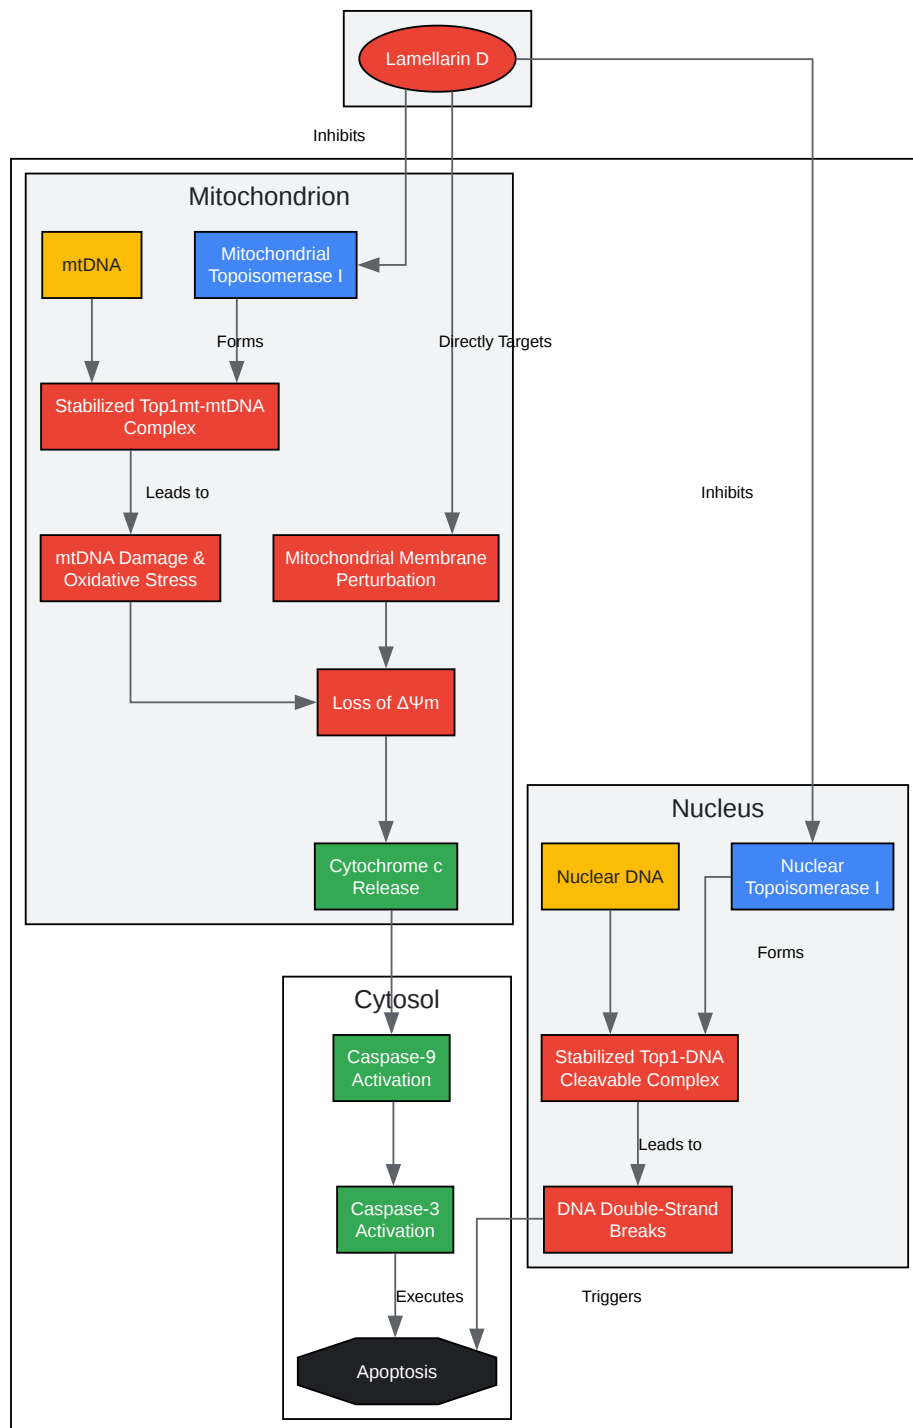 Lamellarin D
Inhibits
Mitochondrion
mtDNA
Mitochondrial
Topoisomerase I
Forms
Directly Targets
Stabilized Top1mt-mtDNA
Complex
Leads to
Inhibits
mtDNA Damage &
Oxidative Stress
Mitochondrial Membrane
Perturbation
Loss of ΔΨm
Nucleus
Cytochrome c
Release
Nuclear DNA
Nuclear
Topoisomerase I
Forms
Cytosol
Caspase-9
Activation
Stabilized Top1-DNA
Cleavable Complex
Leads to
Caspase-3
Activation
DNA Double-Strand
Breaks
Executes
Triggers
Apoptosis